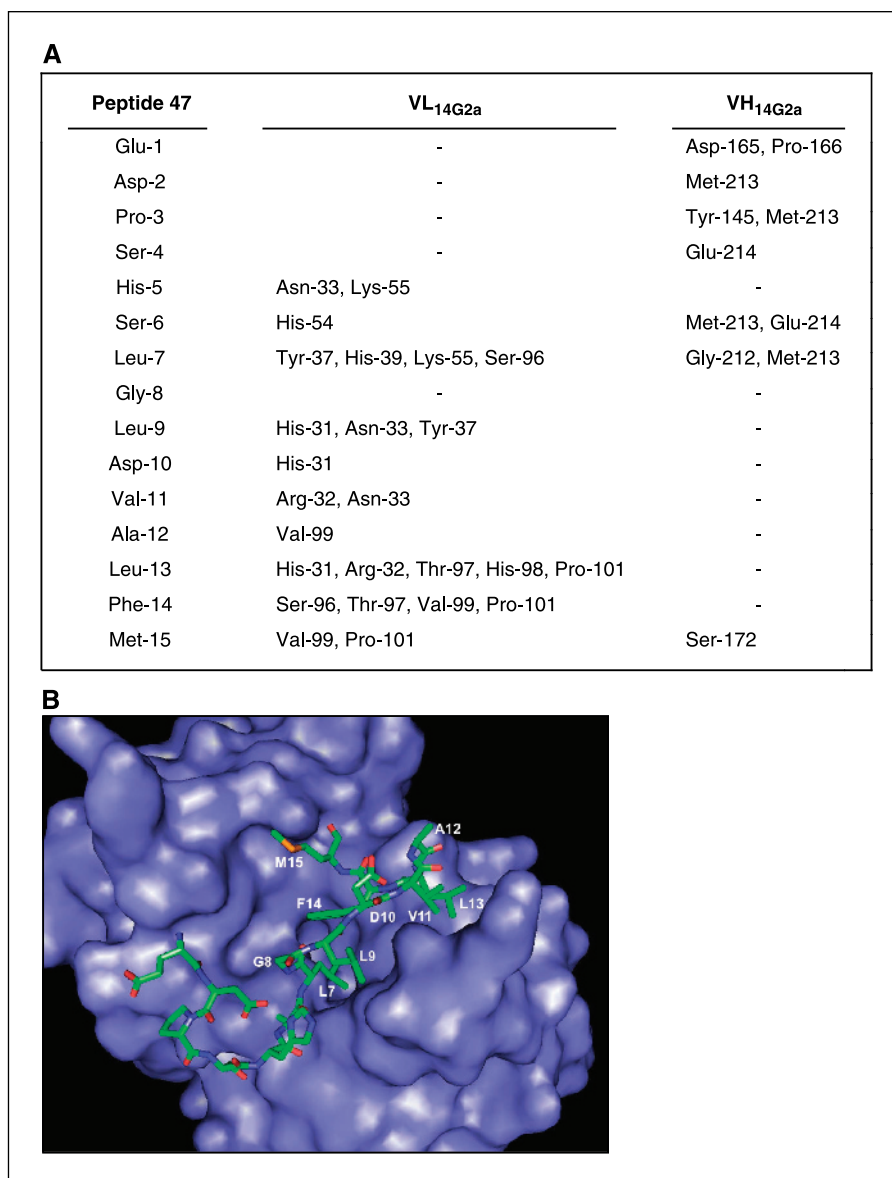 A
Peptide 47 VL14G2a VH14G2a
Glu-1 - Asp-165, Pro-166
Asp-2 - Met-213
Pro-3 - Tyr-145, Met-213
Ser-4 - Glu-214
His-5 Asn-33, Lys-55 -
Ser-6 His-54 Met-213, Glu-214
Leu-7 Tyr-37, His-39, Lys-55, Ser-96 Gly-212, Met-213
Gly-8 - -
Leu-9 His-31, Asn-33, Tyr-37 -
Asp-10 His-31 -
Val-11 Arg-32, Asn-33 -
Ala-12 Val-99 -
Leu-13 His-31, Arg-32, Thr-97, His-98, Pro-101 -
Phe-14 Ser-96, Thr-97, Val-99, Pro-101 -
Met-15 Val-99, Pro-101 Ser-172
B
A12
M15
F14 D10 V11 L13
G8 L9
L7